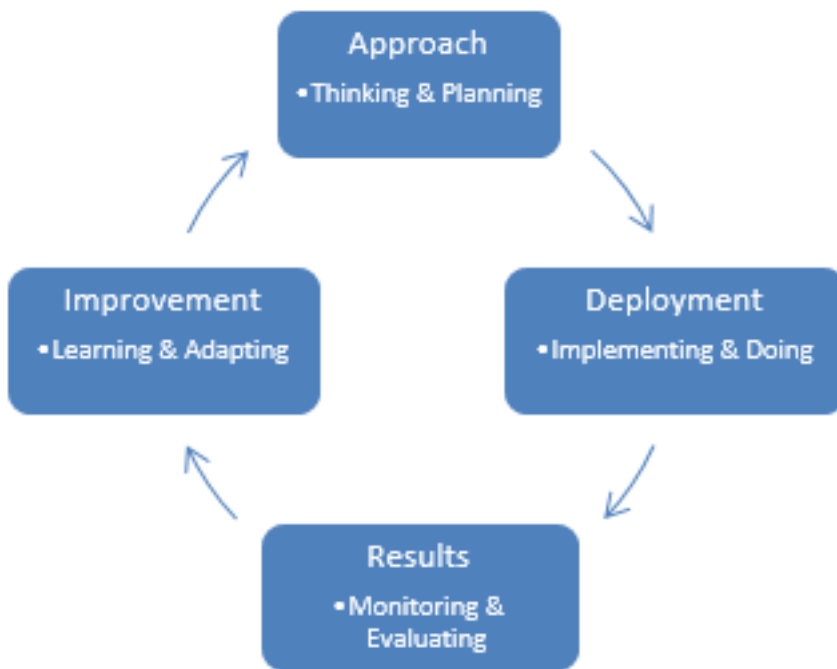 Approach
•Thinking & Planning
Improvement
•Learning & Adapting
Deployment
•Implementing & Doing
Results
•Monitoring &
Evaluating